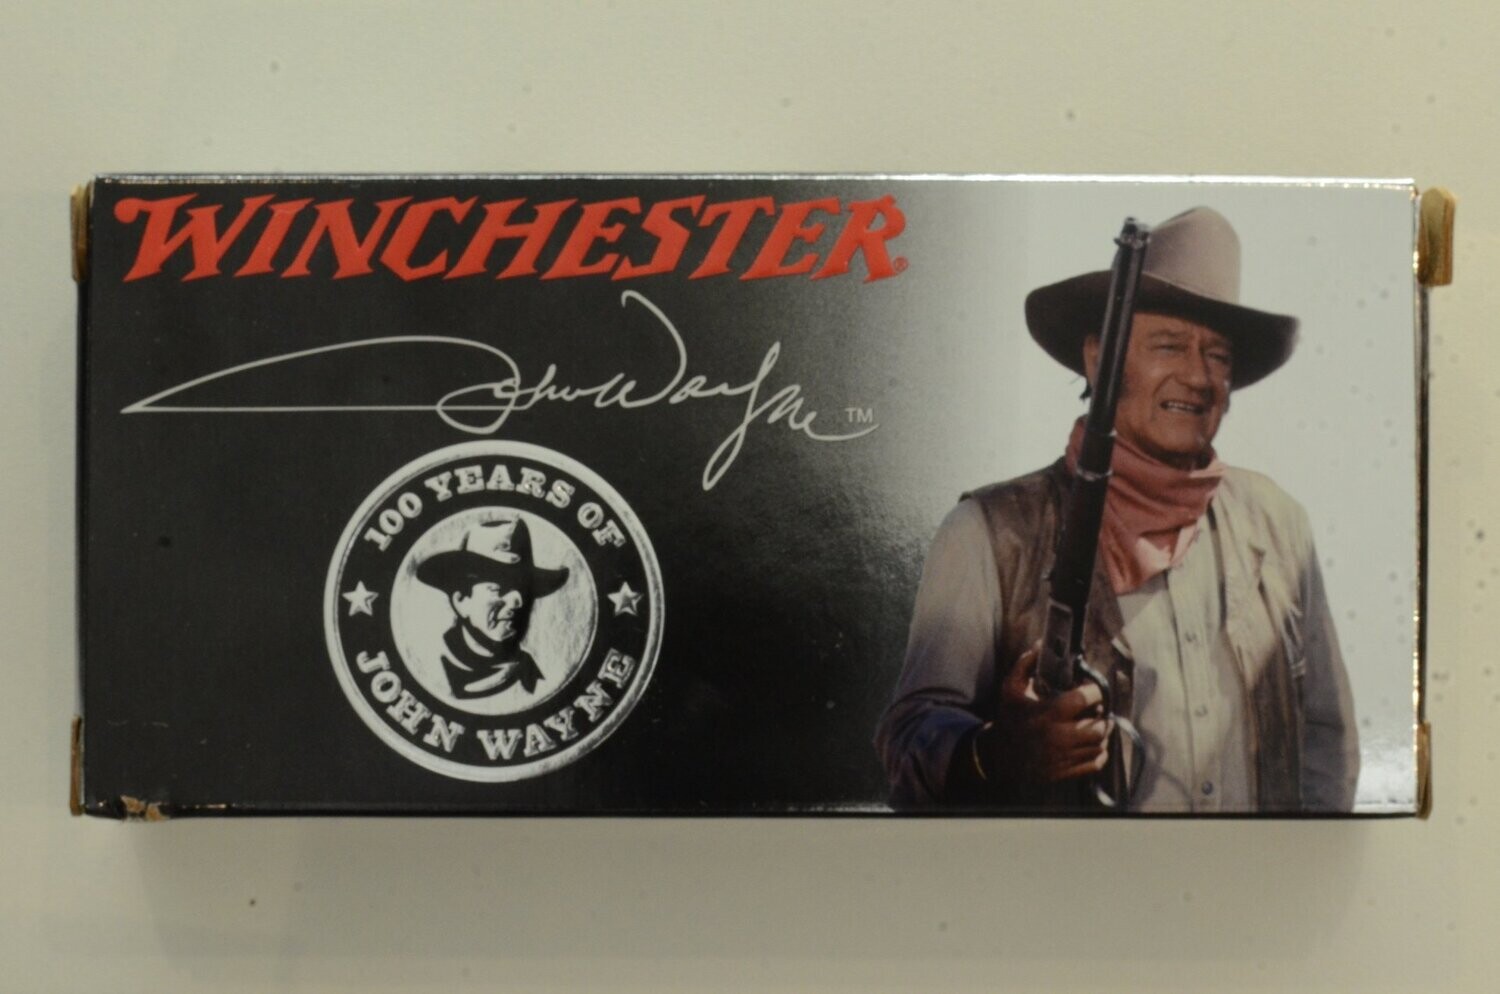 WINCHESTER®
John Wayne™
100 YEARS OF
JOHN WAYNE